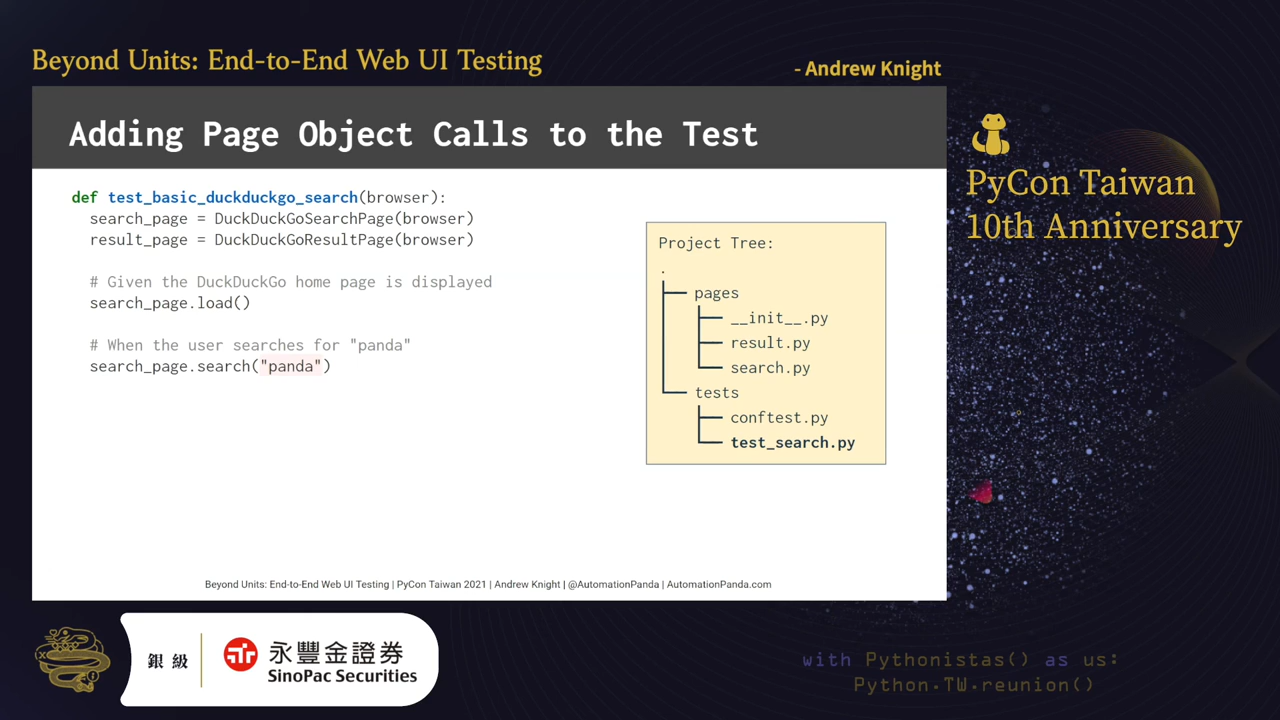 Beyond Units: End-to-End Web UI Testing
- Andrew Knight
Adding Page Object Calls to the Test
def test_basic_duckduckgo_search(browser):
search_page = DuckDuckGoSearchPage(browser)
result_page = DuckDuckGoResultPage(browser)
# Given the DuckDuckGo home page is displayed
search_page.load()
# When the user searches for "panda"
search_page.search("panda")
Project Tree:
.
pages
__init__.py
result.py
search.py
tests
conftest.py
test_search.py
Beyond Units: End-to-End Web UI Testing | PyCon Taiwan 2021 | Andrew Knight | @AutomationPanda | AutomationPanda.com
PyCon Taiwan
10th Anniversary
銀級
永豐金證券
SinoPac Securities
with Pythonistas() as us:
Python.TW.reunion()